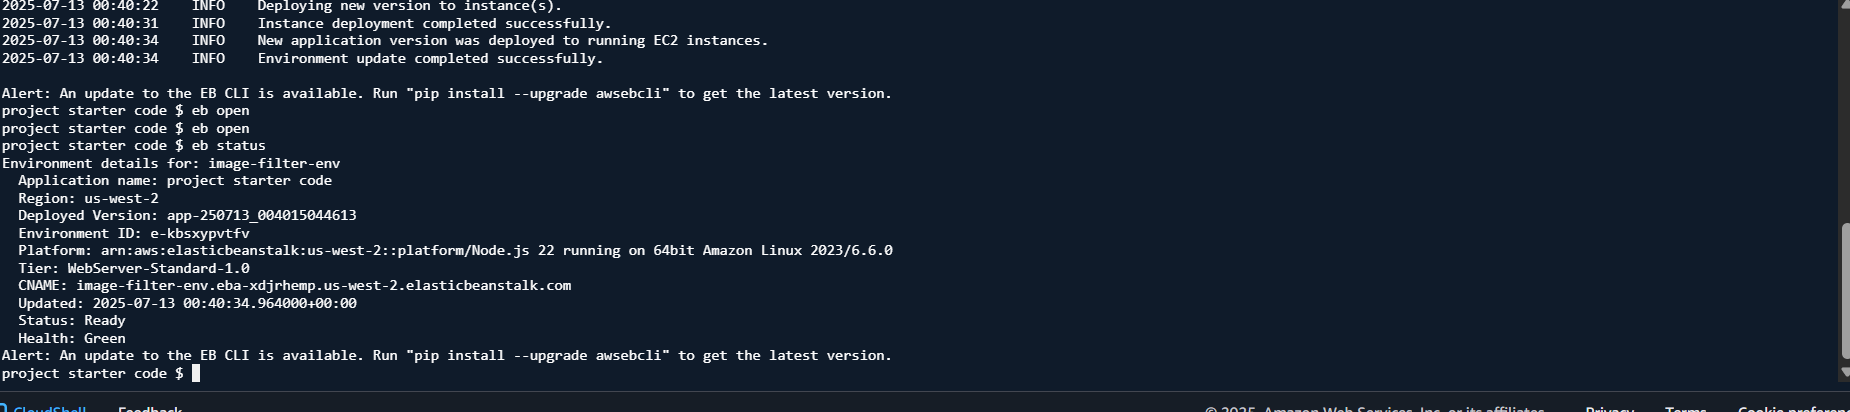 2025-07-13 00:40:22    INFO    Deploying new version to instance(s).
2025-07-13 00:40:31    INFO    Instance deployment completed successfully.
2025-07-13 00:40:34    INFO    New application version was deployed to running EC2 instances.
2025-07-13 00:40:34    INFO    Environment update completed successfully.
Alert: An update to the EB CLI is available. Run "pip install --upgrade awsebcli" to get the latest version.
project starter code $ eb open
project starter code $ eb open
project starter code $ eb status
Environment details for: image-filter-env
  Application name: project starter code
  Region: us-west-2
  Deployed Version: app-250713_004015044613
  Environment ID: e-kbsxypvtfv
  Platform: arn:aws:elasticbeanstalk:us-west-2::platform/Node.js 22 running on 64bit Amazon Linux 2023/6.6.0
  Tier: WebServer-Standard-1.0
  CNAME: image-filter-env.eba-xdjrhemp.us-west-2.elasticbeanstalk.com
  Updated: 2025-07-13 00:40:34.964000+00:00
  Status: Ready
  Health: Green
Alert: An update to the EB CLI is available. Run "pip install --upgrade awsebcli" to get the latest version.
project starter code $
CloudShell Feedback © 2025, Amazon Web Services, Inc. or its affiliates. Privacy Terms Cookie